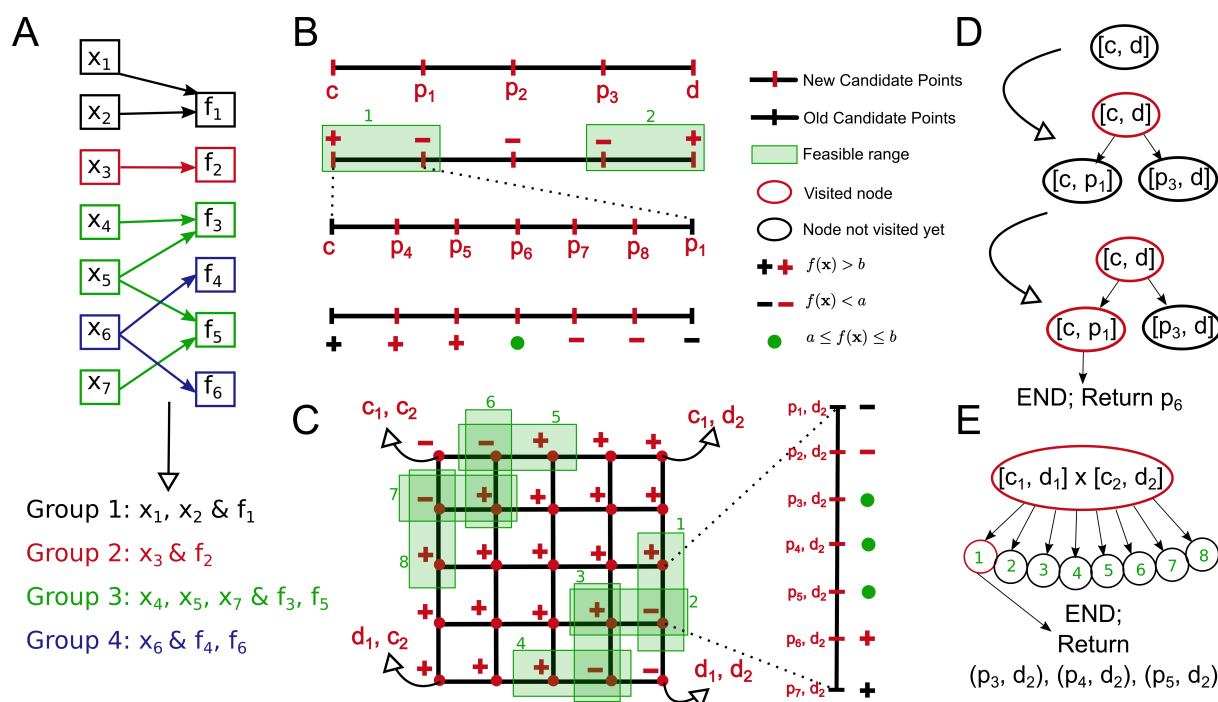 A
x1
x2
x3
x4
x5
x6
x7
f1
f2
f3
f4
f5
f6
Group 1: x1, x2 & f1
Group 2: x3 & f2
Group 3: x4, x5, x7 & f3, f5
Group 4: x6 & f4, f6
B
c p1 p2 p3 d
1 2
+ − − − +
c p4 p5 p6 p7 p8 p1
+ + + − − −
New Candidate Points
Old Candidate Points
Feasible range
Visited node
Node not visited yet
+ + f(x) > b
− − f(x) < a
a ≤ f(x) ≤ b
C
c1, c2
c1, d2
d1, c2
d1, d2
6
5
7
8
1
3
2
4
− − + + +
− + + + +
+ + + + +
+ + + + −
+ + + − −
p1, d2 −
p2, d2 −
p3, d2
p4, d2
p5, d2
p6, d2 +
p7, d2 +
D
[c, d]
[c, d]
[c, p1] [p3, d]
[c, d]
[c, p1] [p3, d]
END; Return p6
E
[c1, d1] x [c2, d2]
1 2 3 4 5 6 7 8
END;
Return
(p3, d2), (p4, d2), (p5, d2)